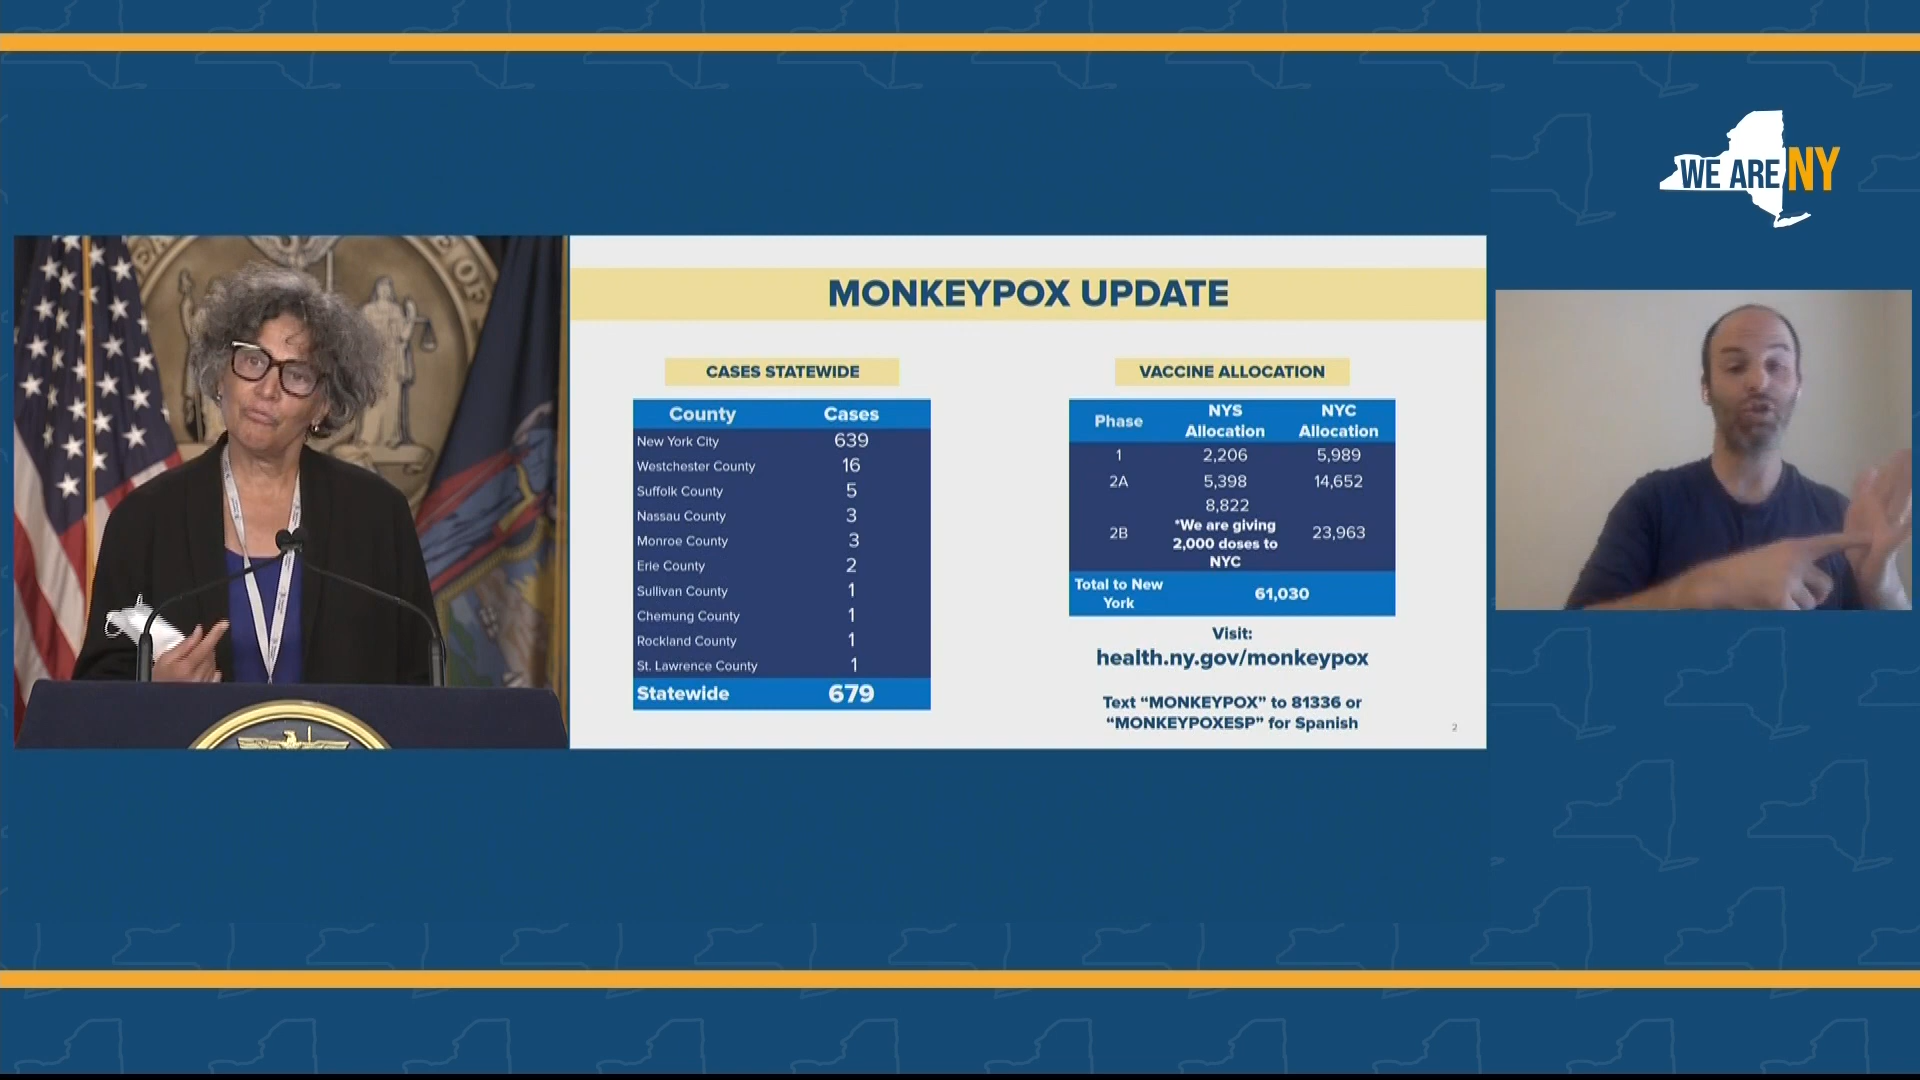 WE ARE NY
MONKEYPOX UPDATE
CASES STATEWIDE
County Cases
New York City 639
Westchester County 16
Suffolk County 5
Nassau County 3
Monroe County 3
Erie County 2
Sullivan County 1
Chemung County 1
Rockland County 1
St. Lawrence County 1
Statewide 679
VACCINE ALLOCATION
Phase
NYS
Allocation
NYC
Allocation
1 2,206 5,989
2A 5,398 14,652
2B
8,822
*We are giving
2,000 doses to
NYC
23,963
Total to New
York
61,030
Visit:
health.ny.gov/monkeypox
Text “MONKEYPOX” to 81336 or
“MONKEYPOXESP” for Spanish
2